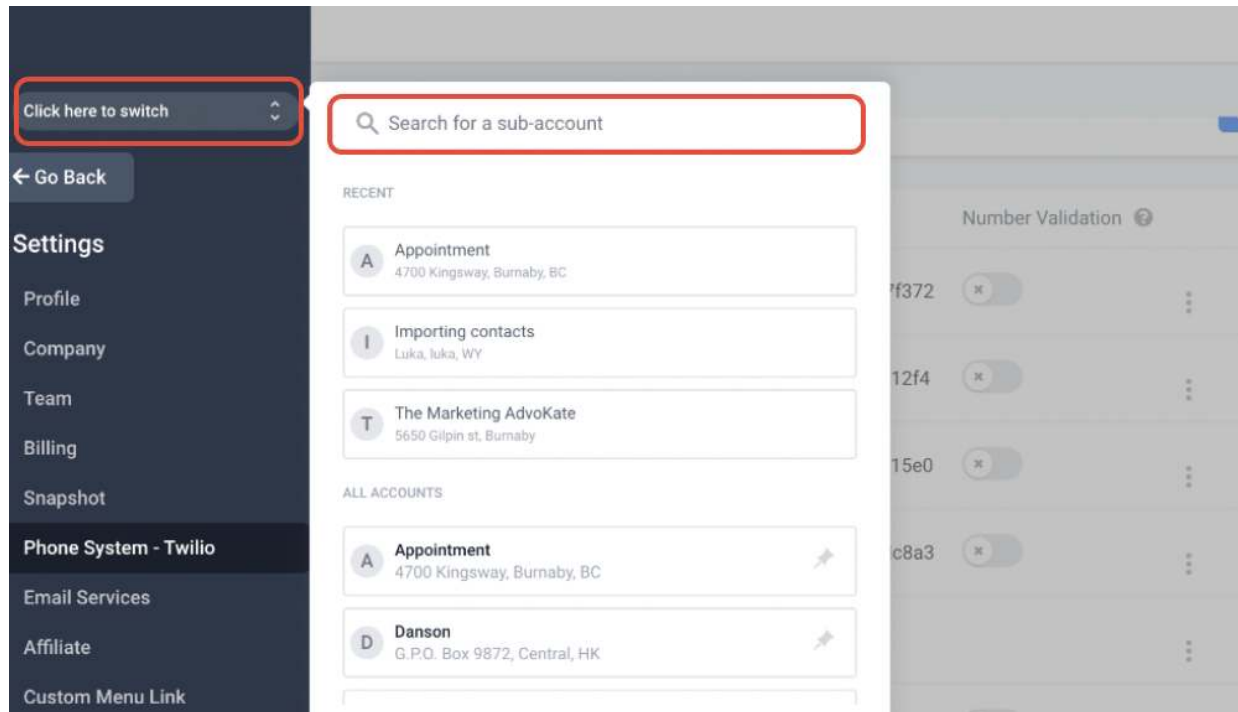 Click here to switch
← Go Back
Settings
Profile
Company
Team
Billing
Snapshot
Phone System - Twilio
Email Services
Affiliate
Custom Menu Link
Search for a sub-account
RECENT
A
Appointment
4700 Kingsway, Burnaby, BC
I
Importing contacts
Luka, luka, WY
T
The Marketing AdvoKate
5650 Gilpin st, Burnaby
ALL ACCOUNTS
A
Appointment
4700 Kingsway, Burnaby, BC
D
Danson
G.P.O. Box 9872, Central, HK
Number Validation ?
7f372
12f4
15e0
c8a3